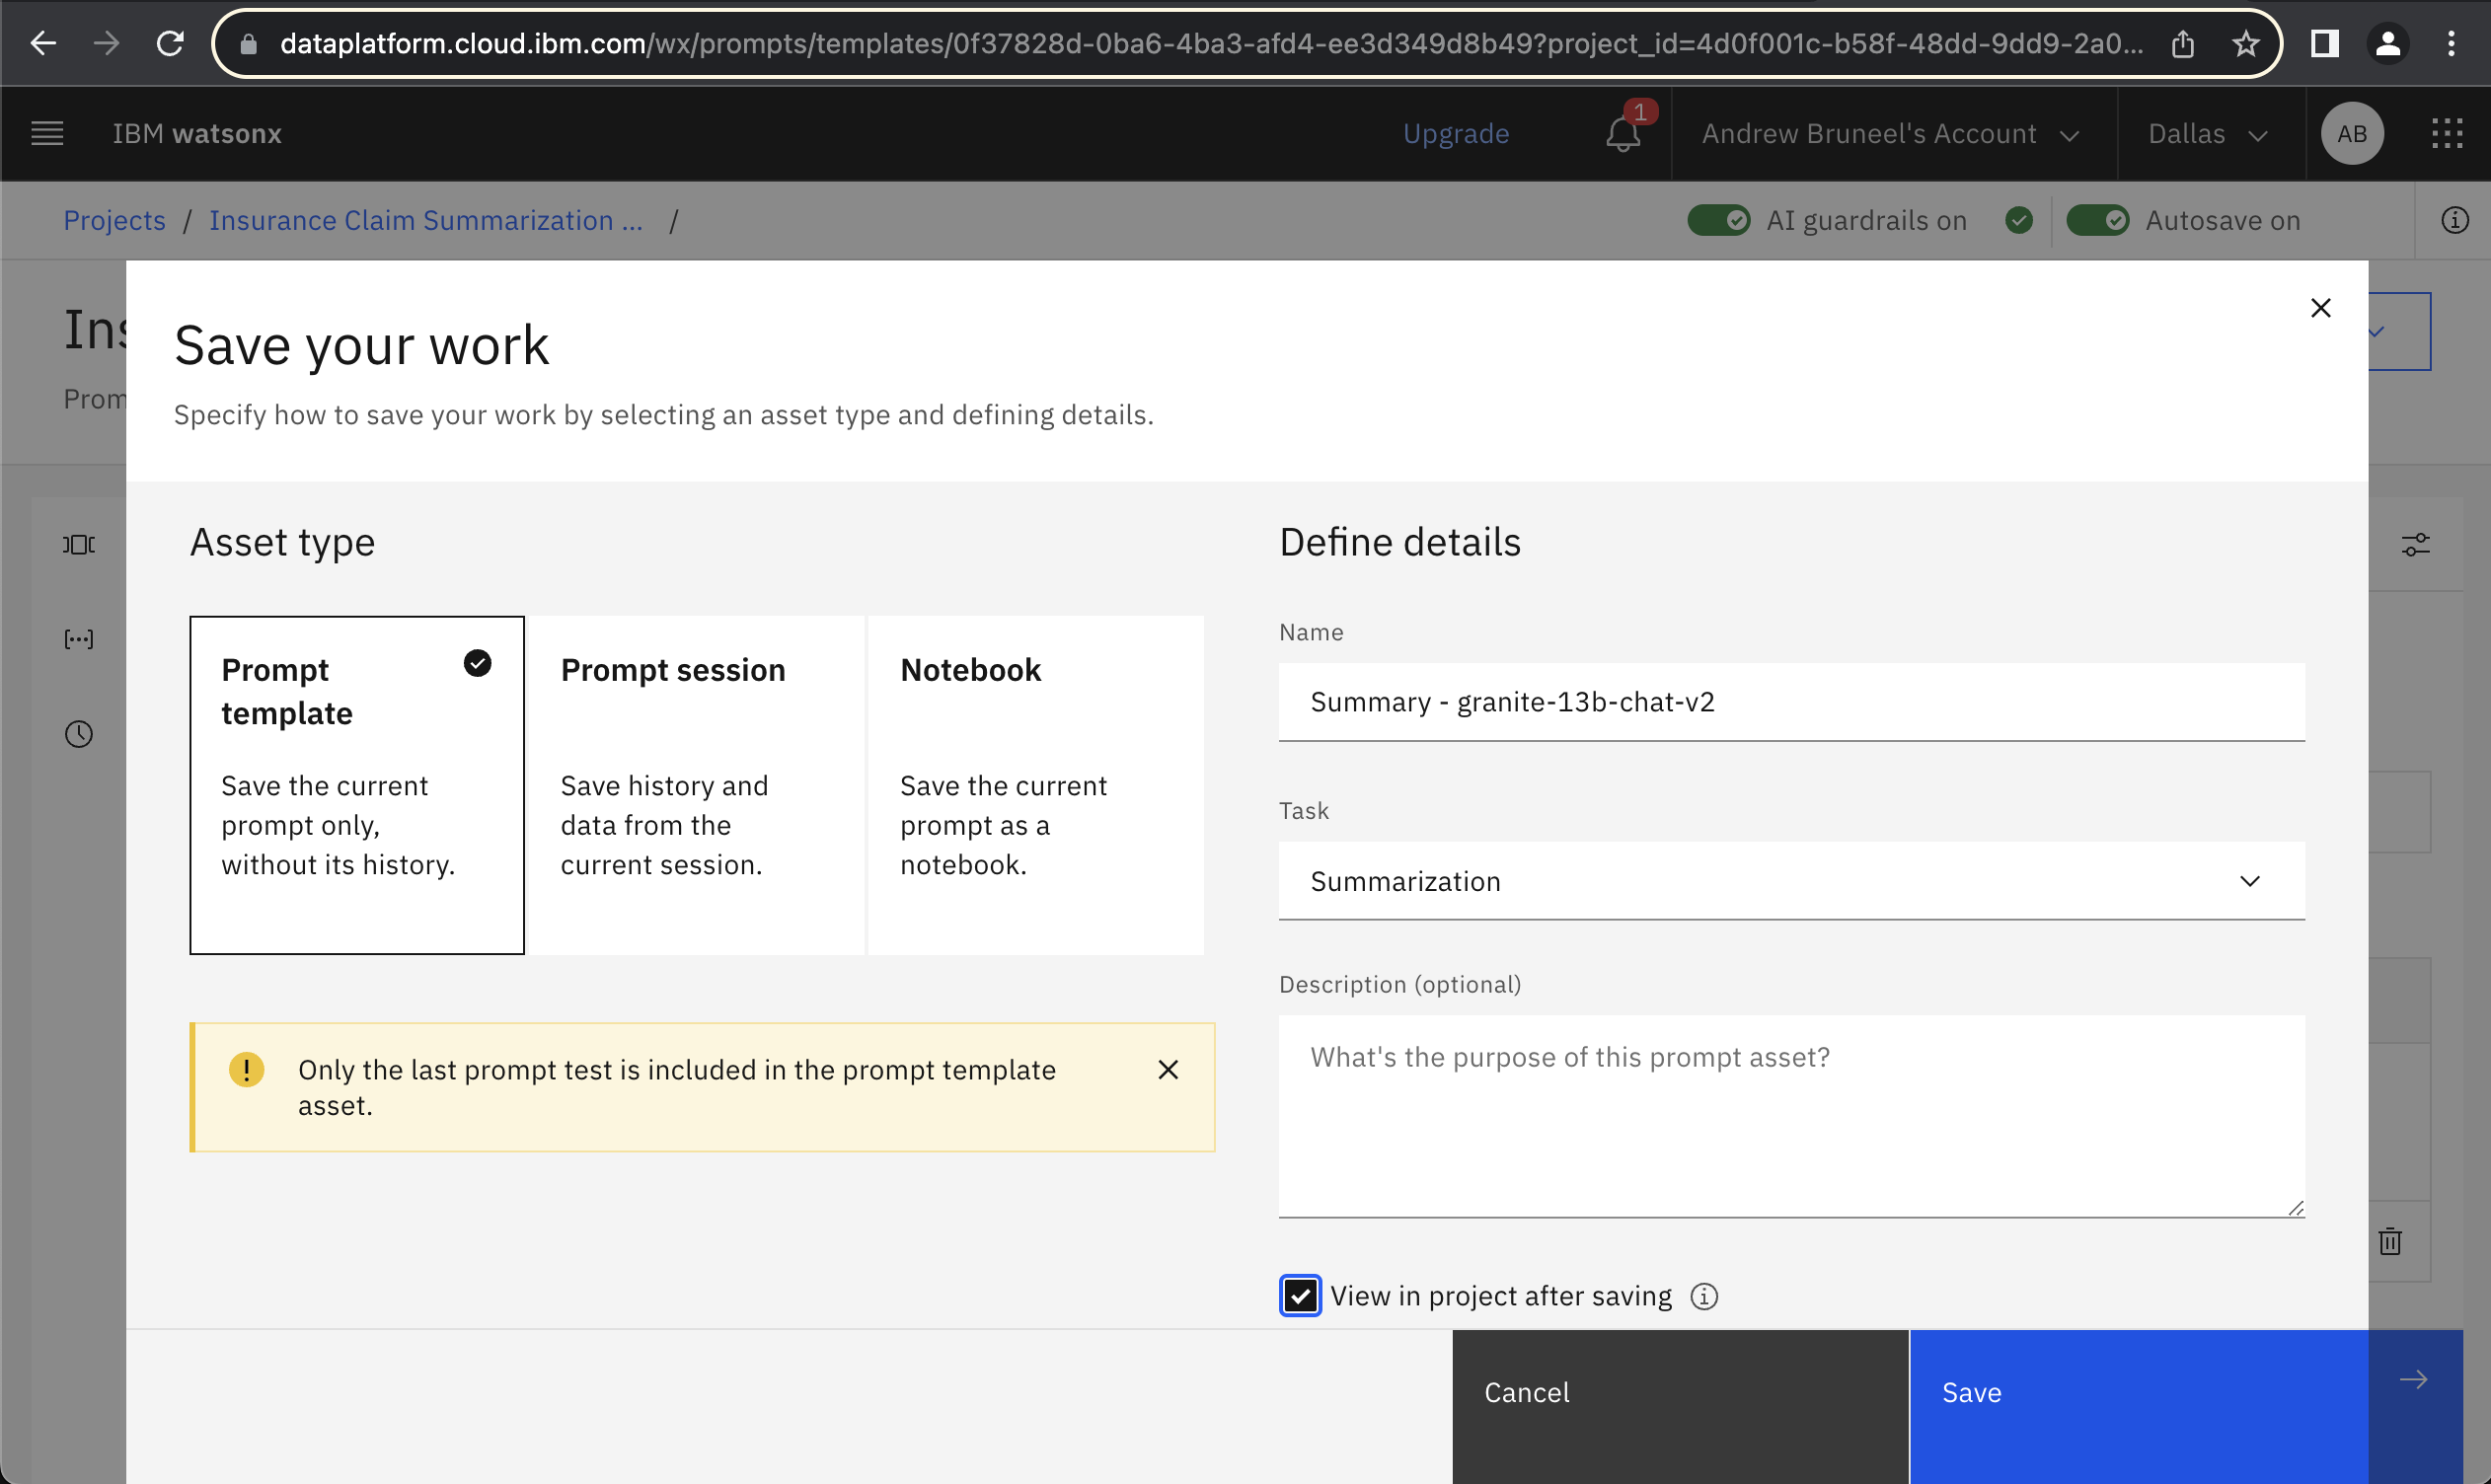 dataplatform.cloud.ibm.com/wx/prompts/templates/0f37828d-0ba6-4ba3-afd4-ee3d349d8b49?project_id=4d0f001c-b58f-48dd-9dd9-2a0...
IBM watsonx
Upgrade
1
Andrew Bruneel's Account
Dallas
AB
Projects / Insurance Claim Summarization ... /
AI guardrails on
Autosave on
Ins
Prom
Save your work
Specify how to save your work by selecting an asset type and defining details.
Asset type
Prompt
template
Save the current
prompt only,
without its history.
Prompt session
Save history and
data from the
current session.
Notebook
Save the current
prompt as a
notebook.
Only the last prompt test is included in the prompt template
asset.
Define details
Name
Summary - granite-13b-chat-v2
Task
Summarization
Description (optional)
What's the purpose of this prompt asset?
View in project after saving
Cancel
Save